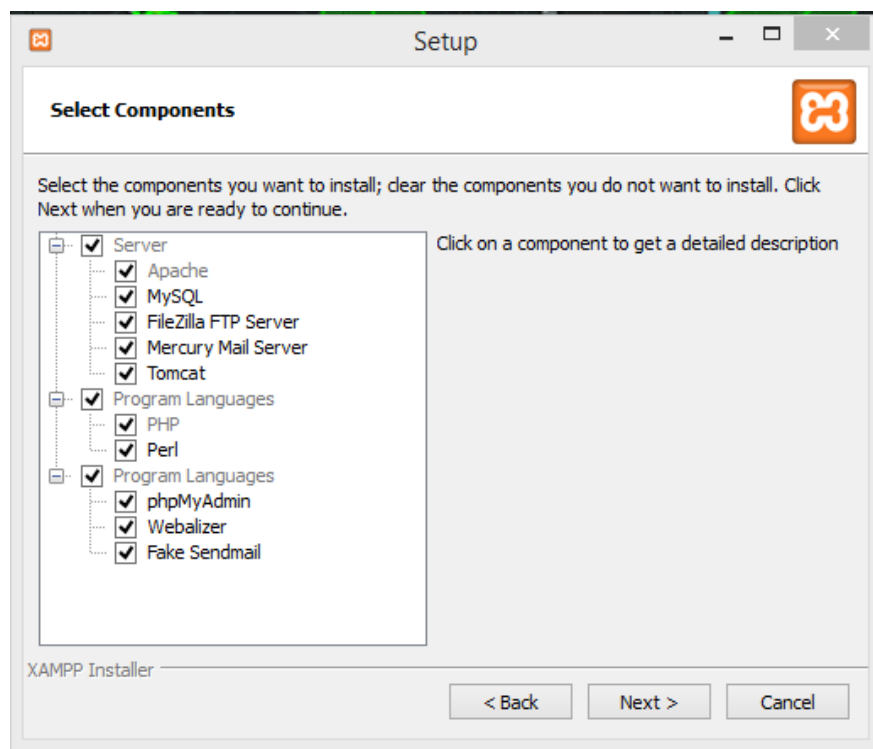 Setup
Select Components
Select the components you want to install; clear the components you do not want to install. Click
Next when you are ready to continue.
Server
Apache
MySQL
FileZilla FTP Server
Mercury Mail Server
Tomcat
Program Languages
PHP
Perl
Program Languages
phpMyAdmin
Webalizer
Fake Sendmail
Click on a component to get a detailed description
XAMPP Installer
< Back
Next >
Cancel